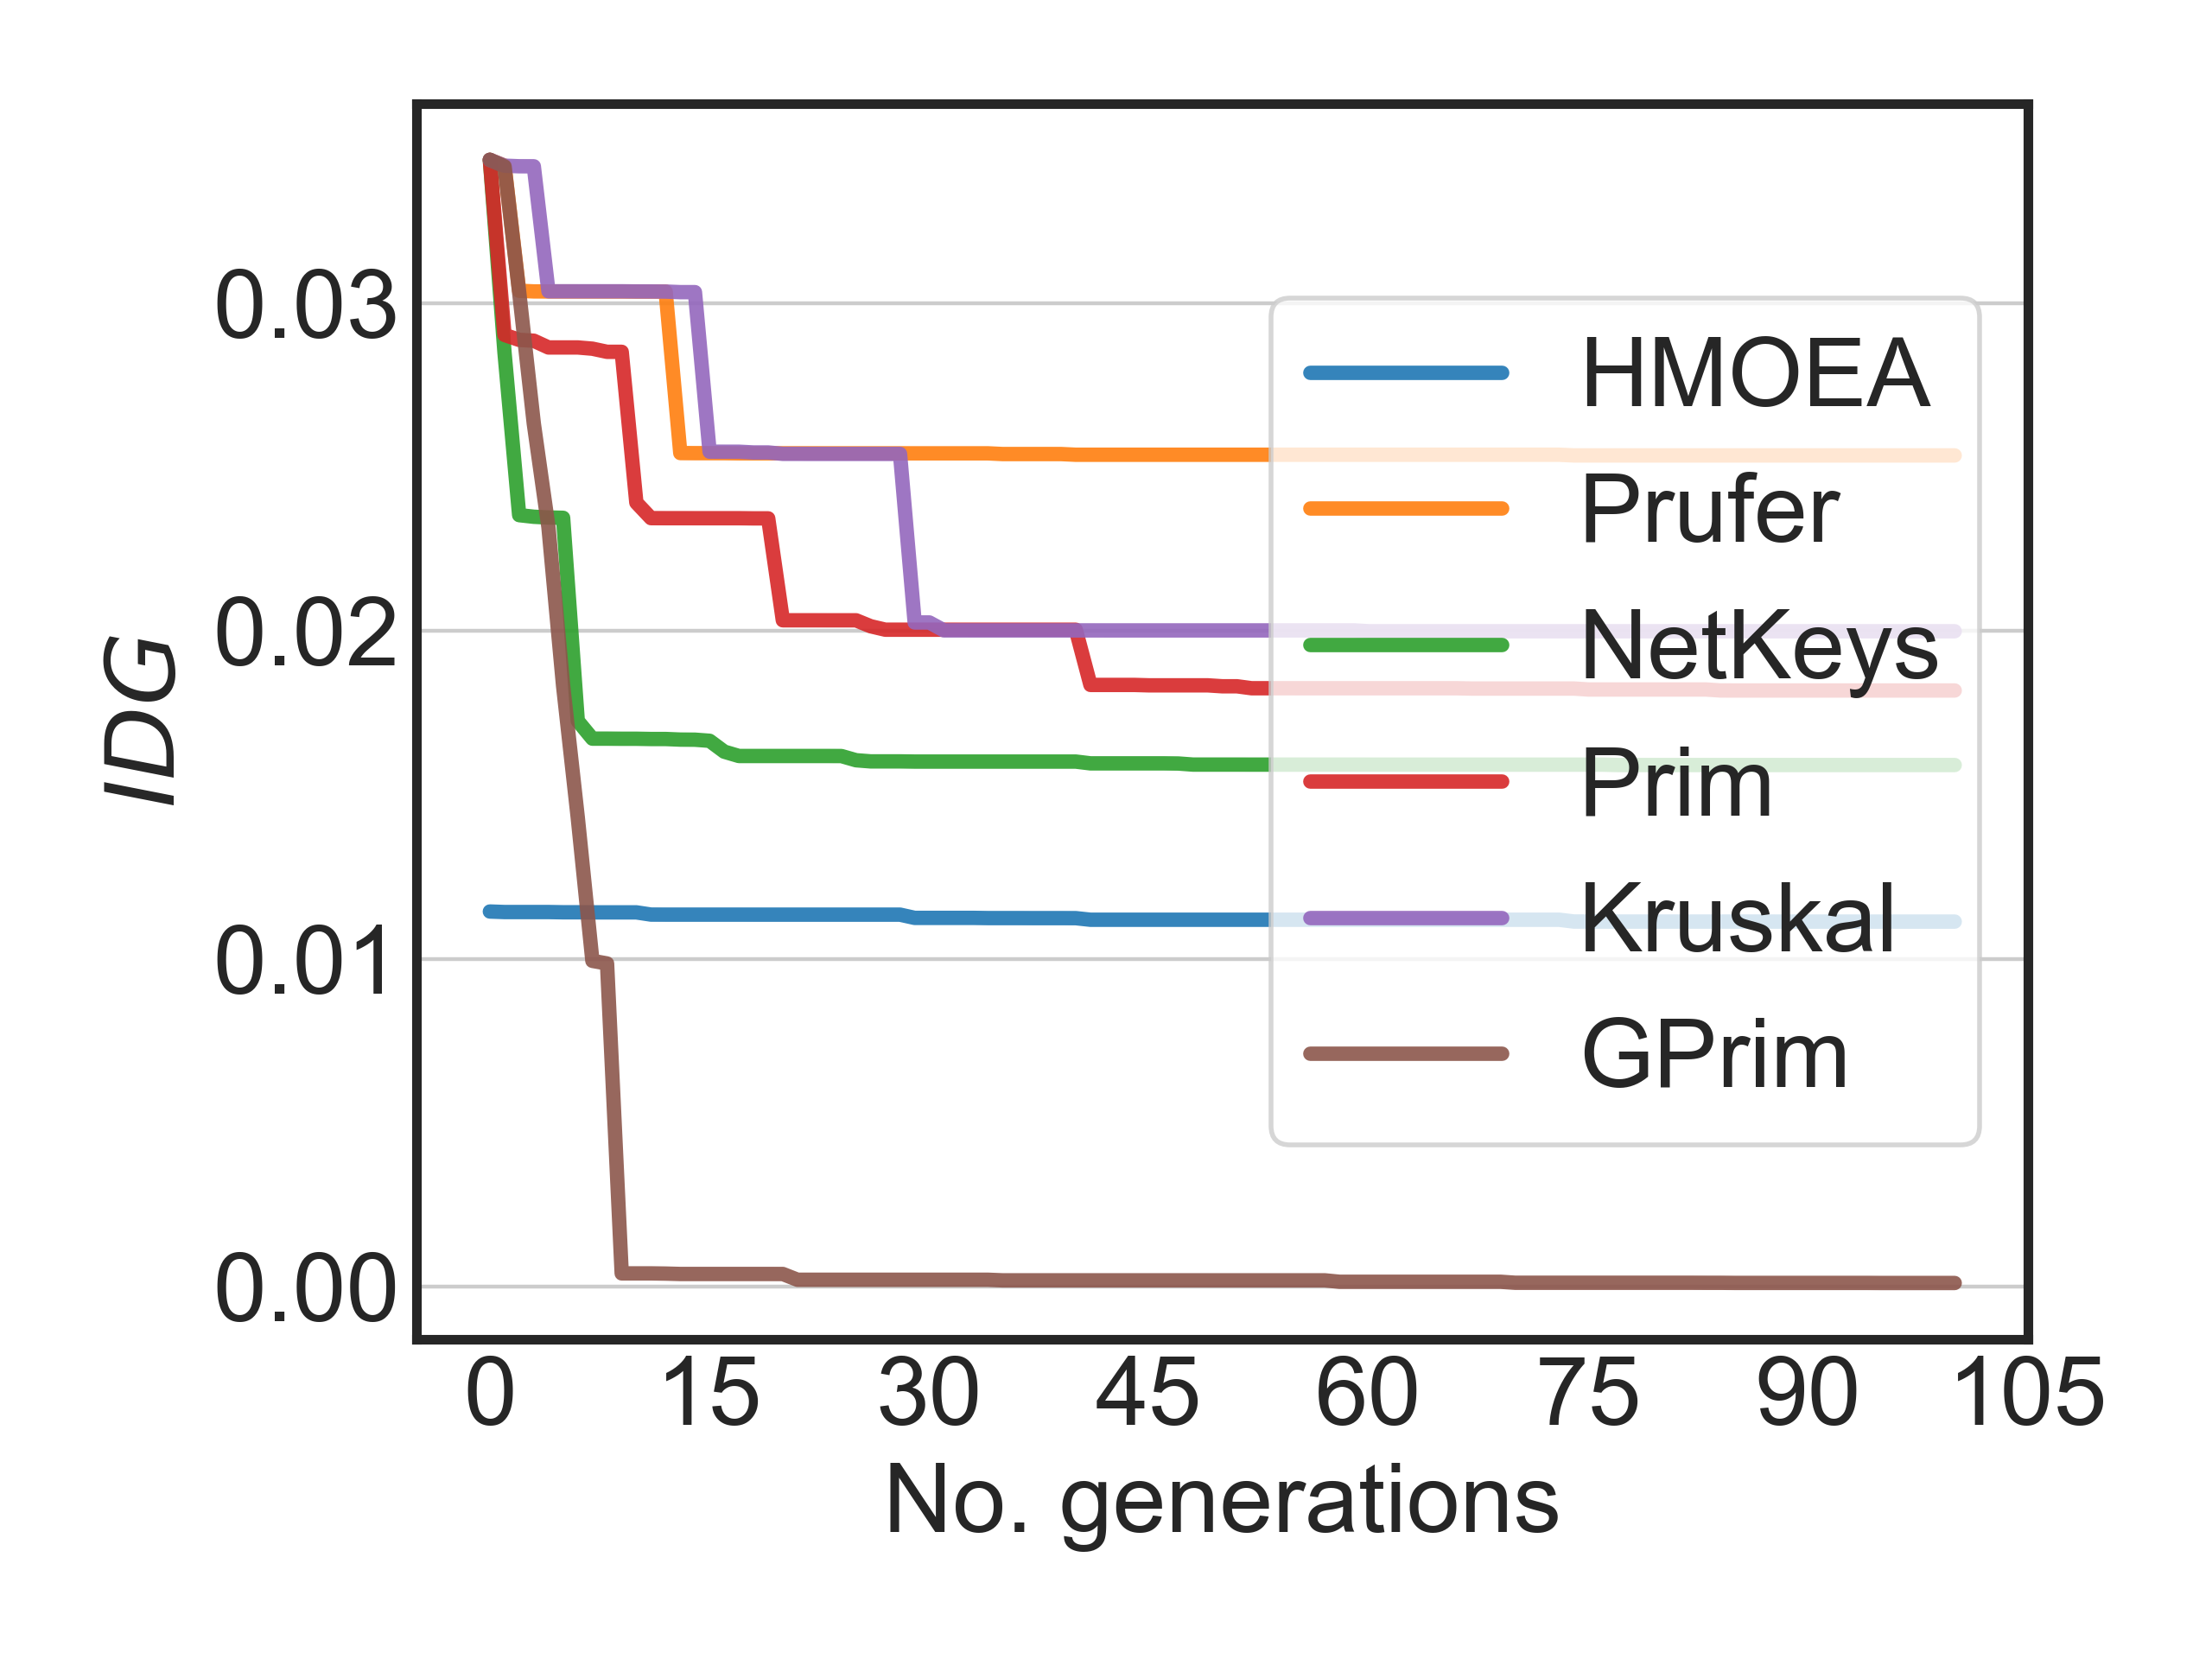 IDG
0.03
0.02
0.01
0.00
0 15 30 45 60 75 90 105
No. generations
HMOEA
Prufer
NetKeys
Prim
Kruskal
GPrim